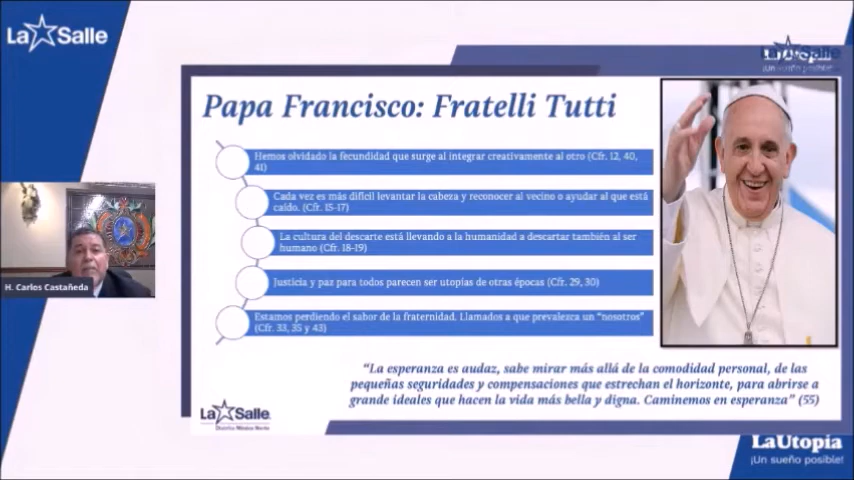 La Salle
La Salle
¡Un sueño posible!
Papa Francisco: Fratelli Tutti
Hemos olvidado la fecundidad que surge al integrar creativamente al otro (Cfr. 12, 40,
41)
Cada vez es más difícil levantar la cabeza y reconocer al vecino o ayudar al que está
caído. (Cfr. 15-17)
La cultura del descarte está llevando a la humanidad a descartar también al ser
humano (Cfr. 18-19)
Justicia y paz para todos parecen ser utopías de otras épocas (Cfr. 29, 30)
Estamos perdiendo el sabor de la fraternidad. Llamados a que prevalezca un “nosotros”
(Cfr. 33, 35 y 43)
H. Carlos Castañeda
“La esperanza es audaz, sabe mirar más allá de la comodidad personal, de las
pequeñas seguridades y compensaciones que estrechan el horizonte, para abrirse a
grande ideales que hacen la vida más bella y digna. Caminemos en esperanza” (55)
La Salle
Distrito México Norte
LaUtopía
¡Un sueño posible!